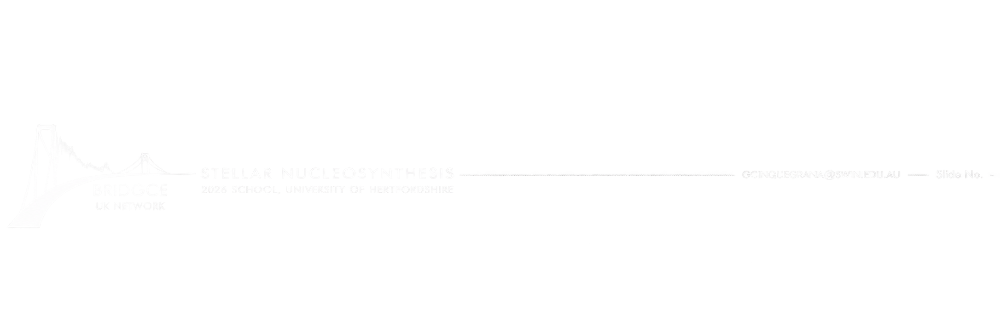 STELLAR NUCLEOSYNTHESIS
2026 SCHOOL, UNIVERSITY OF HERTFORDSHIRE
BRIDGCE
UK NETWORK
GCINQUEGRANA@SWIN.EDU.AU
Slide No. -